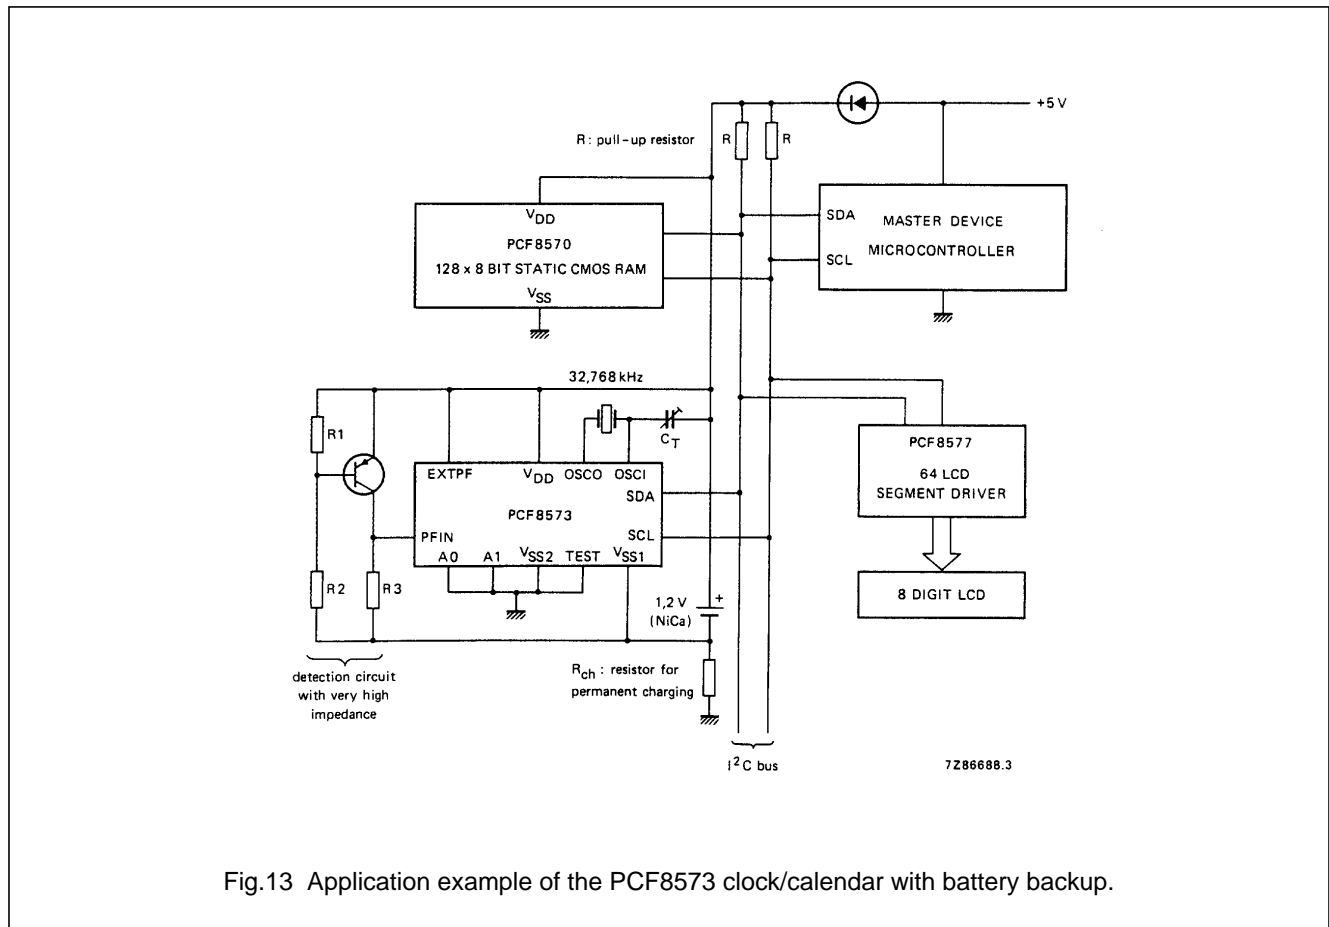 +5 V
R : pull-up resistor
R
R
VDD
PCF8570
128 x 8 BIT STATIC CMOS RAM
VSS
SDA
MASTER DEVICE
MICROCONTROLLER
SCL
32,768 kHz
R1
CT
EXTPF
VDD
OSCO
OSCI
SDA
PCF8573
PFIN
SCL
A0
A1
VSS2
TEST
VSS1
PCF8577
64 LCD
SEGMENT DRIVER
R2
R3
1,2 V
(NiCa)
+
8 DIGIT LCD
detection circuit
with very high
impedance
Rch : resistor for
permanent charging
I2C bus
7Z86688.3
Fig.13 Application example of the PCF8573 clock/calendar with battery backup.